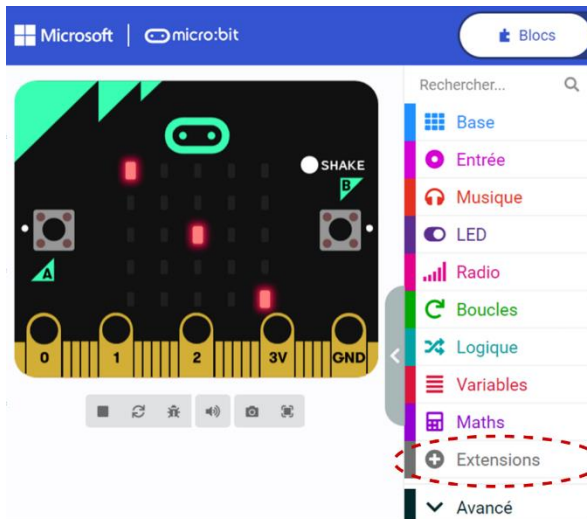 Microsoft | micro:bit
Blocs
Rechercher...
Base
SHAKE
B
Entrée
Musique
LED
A
Radio
Boucles
0 1 2 3V GND
Logique
Variables
Maths
Extensions
Avancé